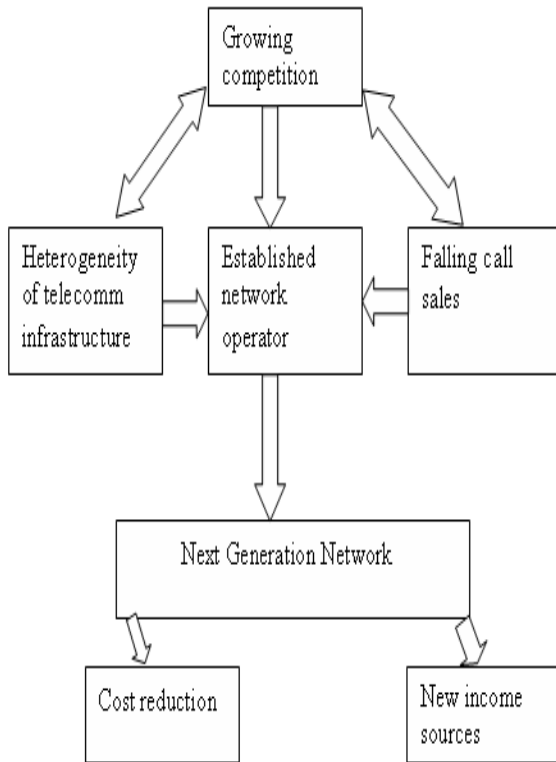 Growing
competition
Heterogeneity
of telecomm
infrastructure
Established
network
operator
Falling call
sales
Next Generation Network
Cost reduction
New income
sources